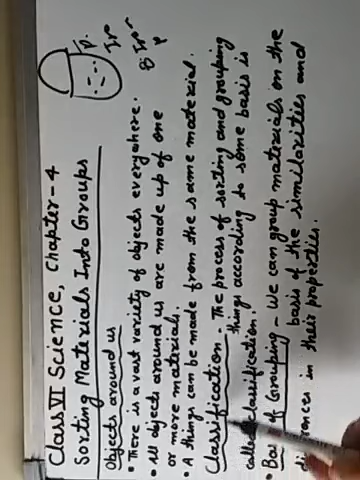 Class VI Science, Chapter-4
Sorting Materials Into Groups
Objects around us
• There is a vast variety of objects everywhere.
• All objects around us are made up of one
or more materials.
• A things can be made from the same material.
Classification - The process of sorting and grouping
things according to some basis is
called classification.
• Bas of Grouping - We can group materials on the
basis of the similarities and
differences in their properties.